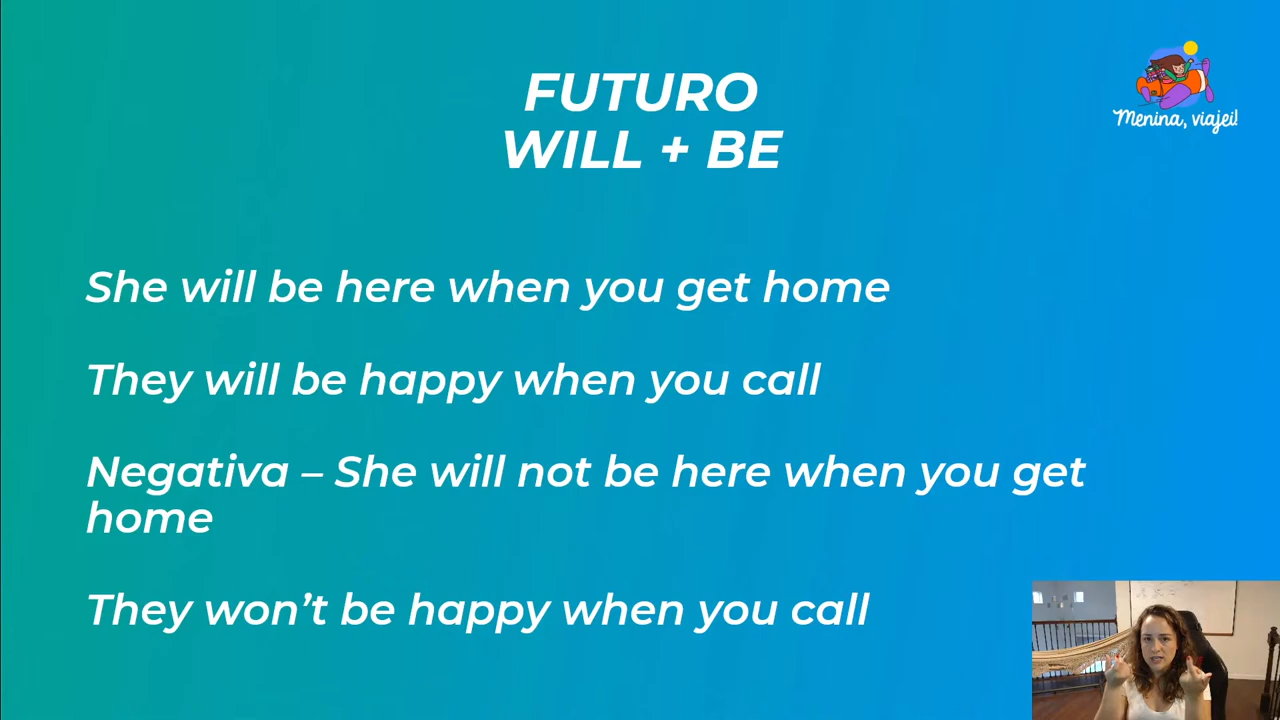 FUTURO
WILL + BE
Menina, viajei!
She will be here when you get home
They will be happy when you call
Negativa – She will not be here when you get
home
They won’t be happy when you call